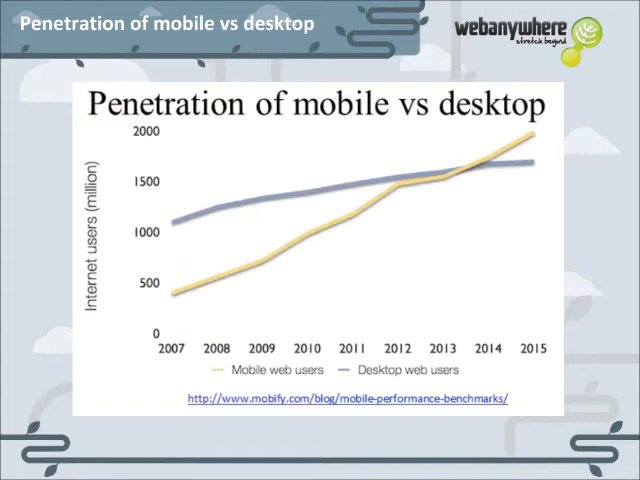 Penetration of mobile vs desktop
webanywhere
stretch beyond
Penetration of mobile vs desktop
Internet users (million)
2000
1500
1000
500
0
2007 2008 2009 2010 2011 2012 2013 2014 2015
Mobile web users Desktop web users
http://www.mobify.com/blog/mobile-performance-benchmarks/